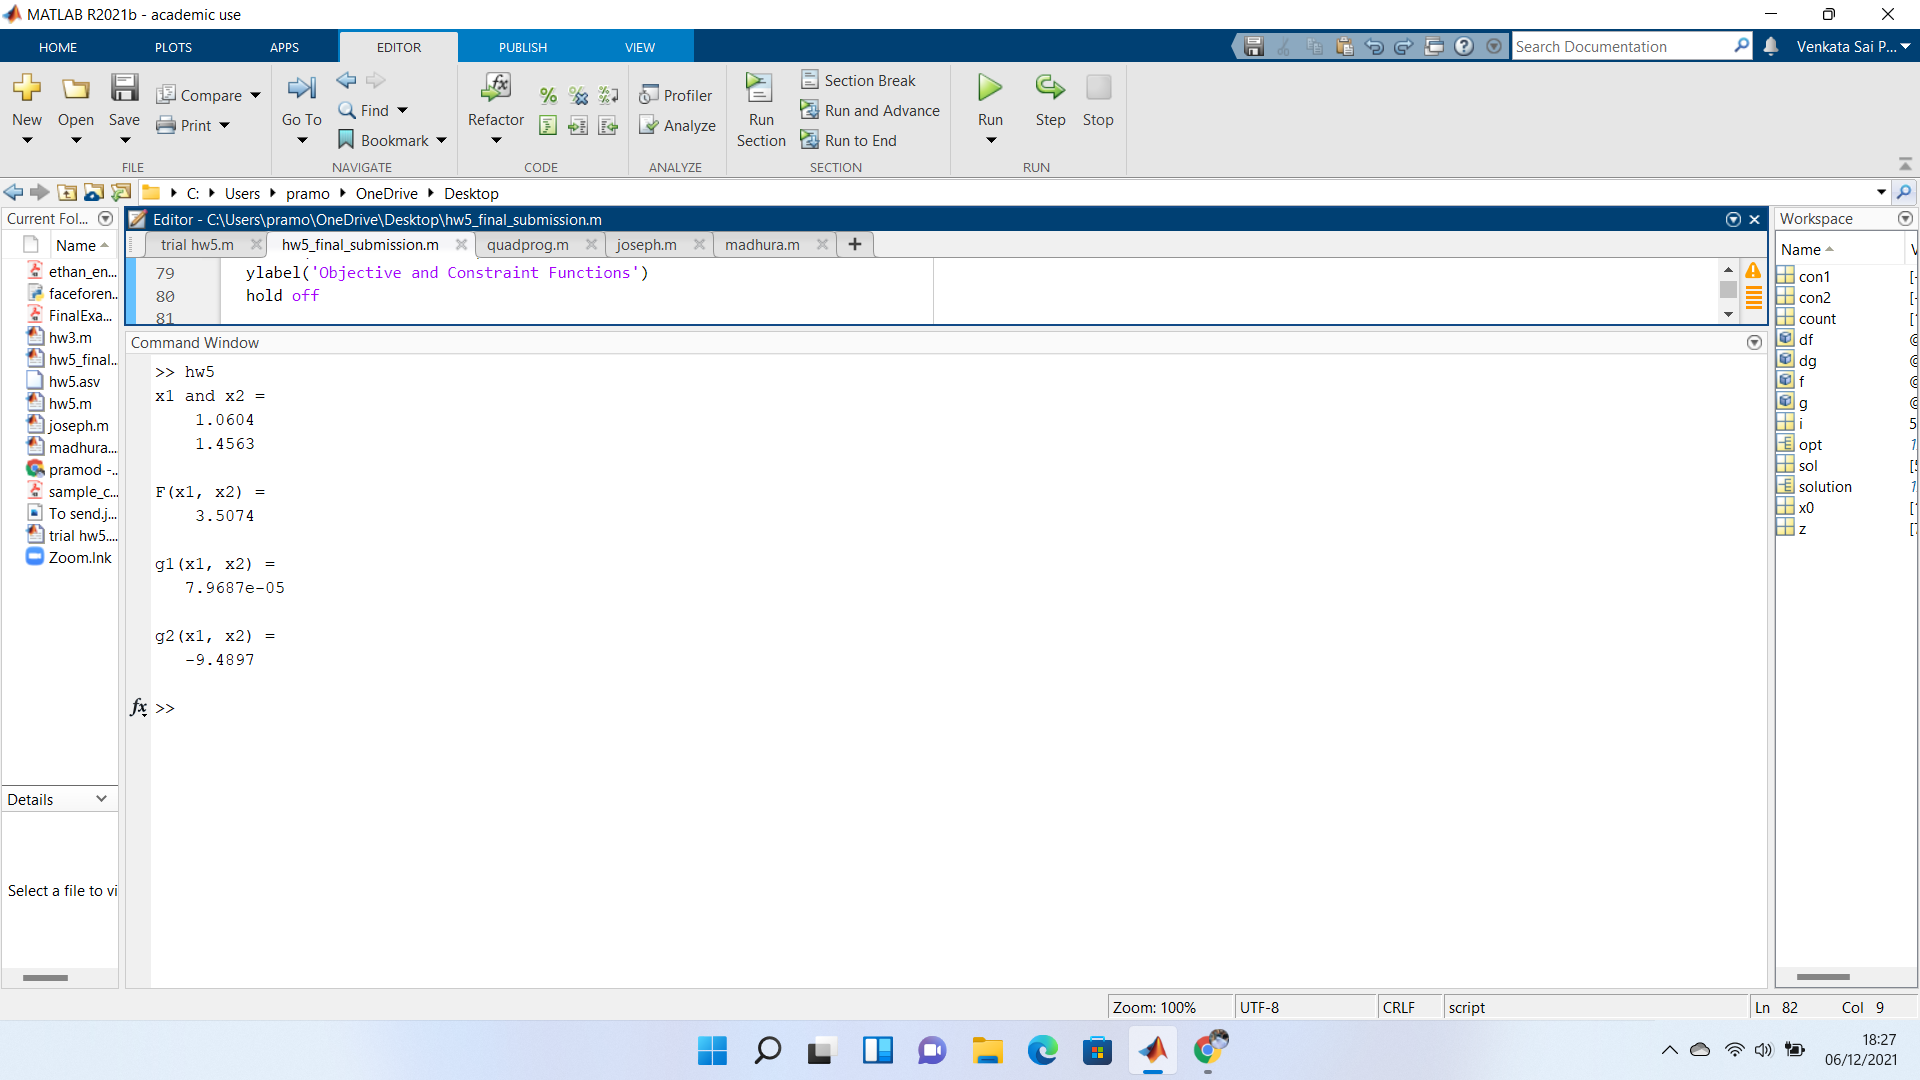 MATLAB R2021b - academic use
HOME PLOTS APPS EDITOR PUBLISH VIEW
Search Documentation
Venkata Sai P...
New Open Save Compare Print
FILE
Go To Find Bookmark
NAVIGATE
Refactor
CODE
Profiler Analyze
ANALYZE
Run Section Section Break Run and Advance Run to End
SECTION
Run Step Stop
RUN
C: Users pramo OneDrive Desktop
Current Fol...
Name
ethan_en...
faceforen...
FinalExa...
hw3.m
hw5_final...
hw5.asv
hw5.m
joseph.m
madhura...
pramod -...
sample_c...
To send.j...
trial hw5....
Zoom.lnk
Details
Select a file to vi
Editor - C:\Users\pramo\OneDrive\Desktop\hw5_final_submission.m
trial hw5.m hw5_final_submission.m quadprog.m joseph.m madhura.m
79 ylabel('Objective and Constraint Functions')
80 hold off
81
Command Window
>> hw5
x1 and x2 =
1.0604
1.4563
F(x1, x2) =
3.5074
g1(x1, x2) =
7.9687e-05
g2(x1, x2) =
-9.4897
fx >>
Workspace
Name
con1
con2
count
df
dg
f
g
i 5
opt
sol
solution
x0
z
Zoom: 100% UTF-8 CRLF script Ln 82 Col 9
18:27
06/12/2021